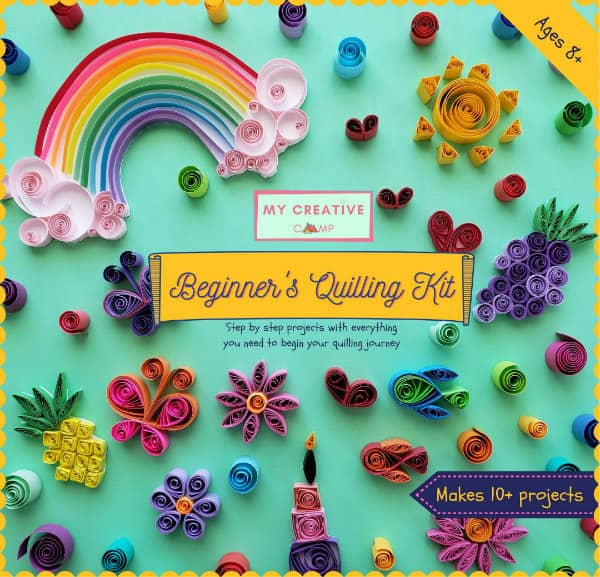 Ages 8+
MY CREATIVE
CAMP
Beginner's Quilling Kit
Step by step projects with everything
you need to begin your quilling journey
Makes 10+ projects